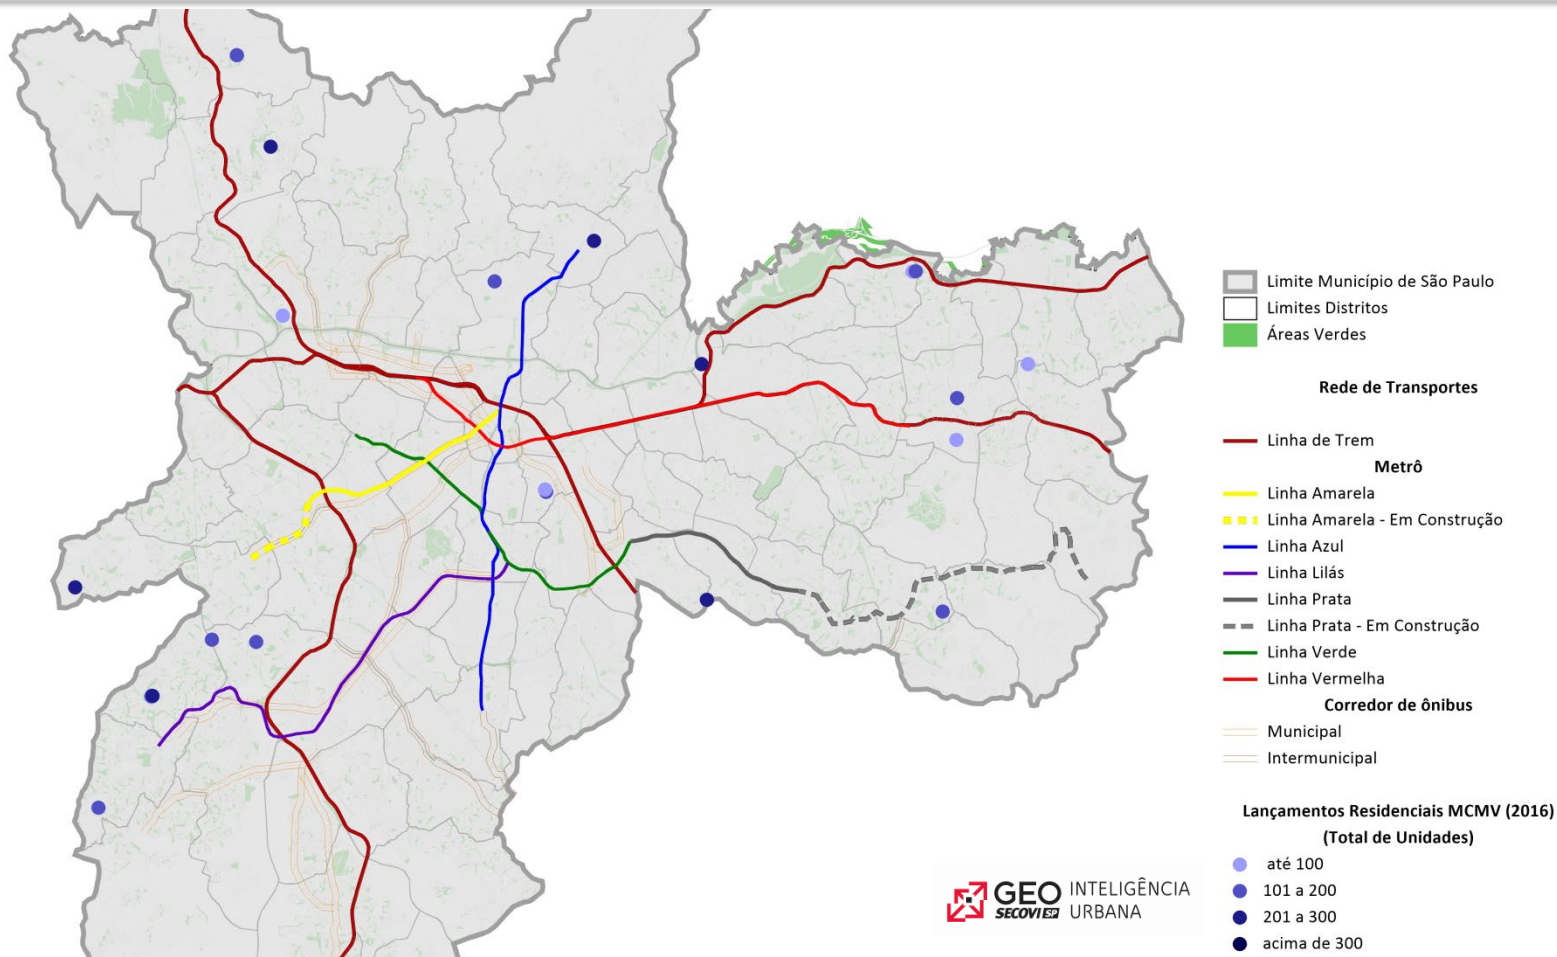 Limite Município de São Paulo
Limites Distritos
Áreas Verdes
Rede de Transportes
Linha de Trem
Metrô
Linha Amarela
Linha Amarela - Em Construção
Linha Azul
Linha Lilás
Linha Prata
Linha Prata - Em Construção
Linha Verde
Linha Vermelha
Corredor de ônibus
Municipal
Intermunicipal
Lançamentos Residenciais MCMV (2016)
(Total de Unidades)
até 100
101 a 200
201 a 300
acima de 300
GEO INTELIGÊNCIA
SECOVI SP URBANA